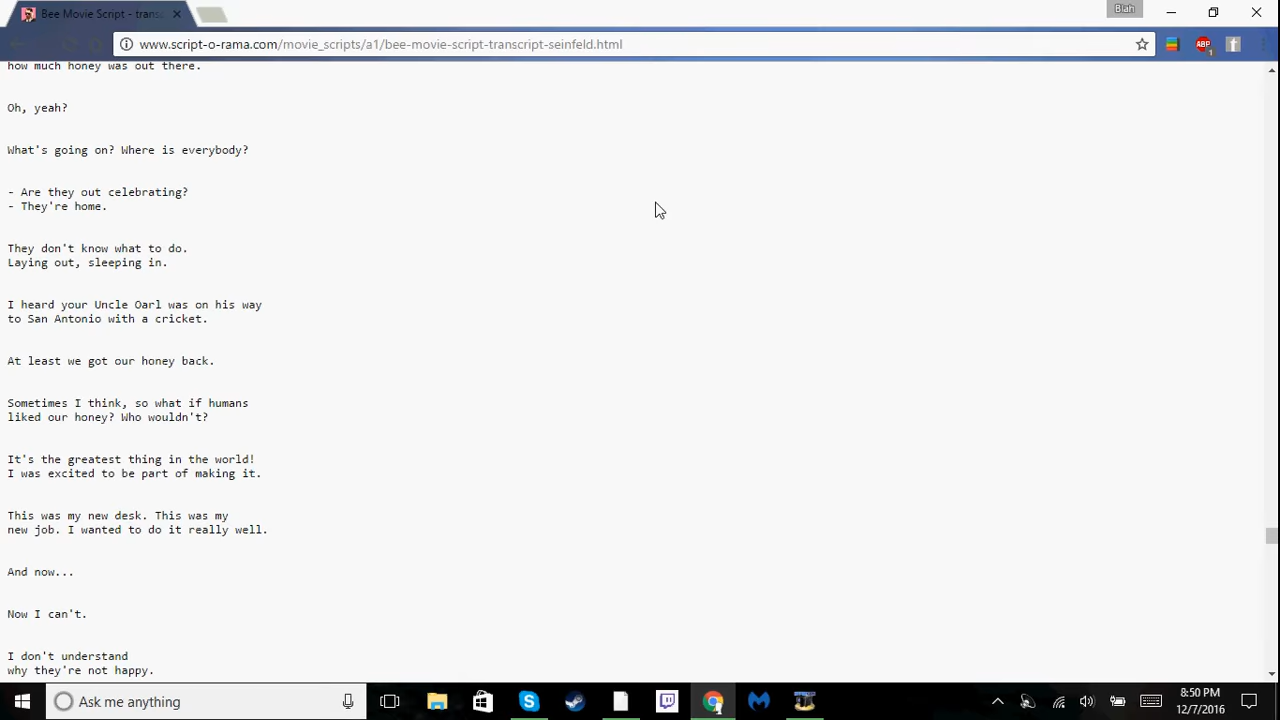 Bee Movie Script - trans
Blah
www.script-o-rama.com/movie_scripts/a1/bee-movie-script-transcript-seinfeld.html
ABP
1
how much honey was out there.
Oh, yeah?
What's going on? Where is everybody?
- Are they out celebrating?
- They're home.
They don't know what to do.
Laying out, sleeping in.
I heard your Uncle Oarl was on his way
to San Antonio with a cricket.
At least we got our honey back.
Sometimes I think, so what if humans
liked our honey? Who wouldn't?
It's the greatest thing in the world!
I was excited to be part of making it.
This was my new desk. This was my
new job. I wanted to do it really well.
And now...
Now I can't.
I don't understand
why they're not happy.
Ask me anything
8:50 PM
12/7/2016